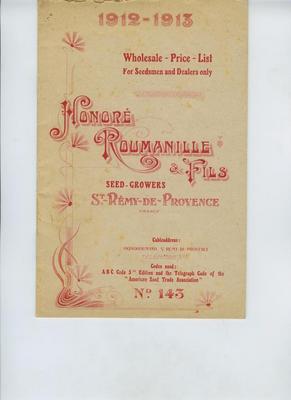 1912-1913
Wholesale - Price - List
For Seedsmen and Dealers only
HONORÉ
ROUMANILLE
& FILS
SEED-GROWERS
ST-RÉMY-DE-PROVENCE
FRANCE
Cableaddress:
Codes used:
A B C Code 5th Edition and the Telegraph Code of the
"American Seed Trade Association"
No 143